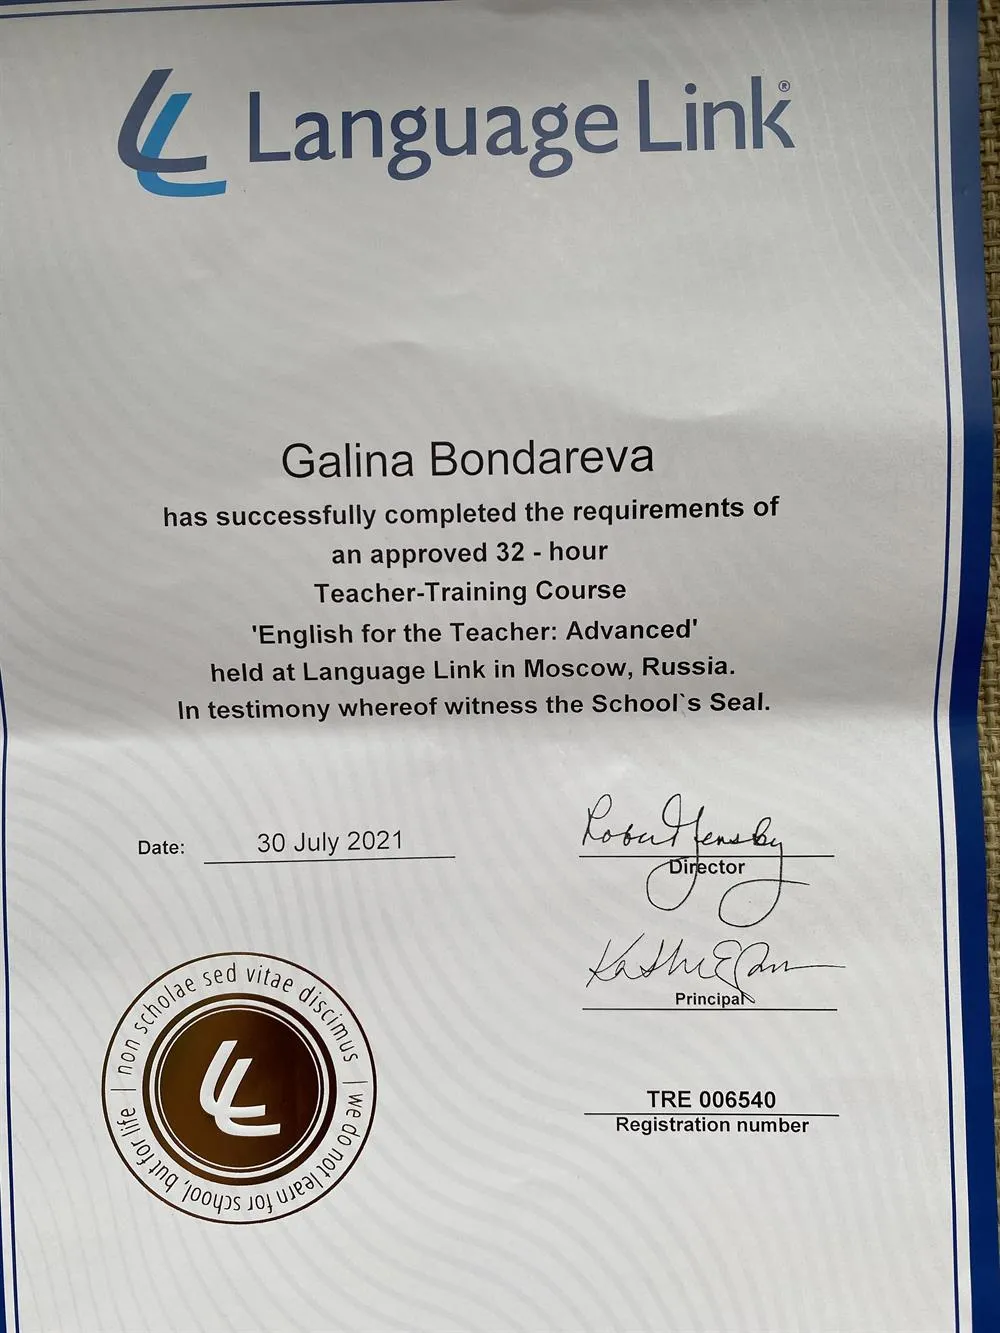 Language Link®
Galina Bondareva
has successfully completed the requirements of
an approved 32 - hour
Teacher-Training Course
'English for the Teacher: Advanced'
held at Language Link in Moscow, Russia.
In testimony whereof witness the School`s Seal.
Date: 30 July 2021
Director
Principal
TRE 006540
Registration number
non scholae sed vitae discimus | we do not learn for school, but for life |